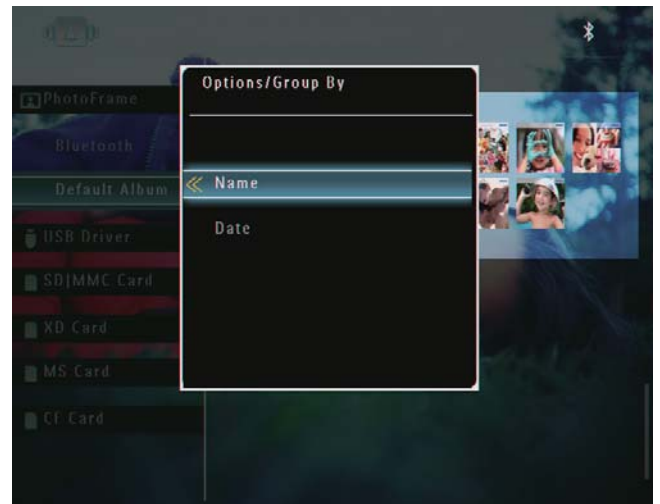 Options/Group By
Name
Date
PhotoFrame
Bluetooth
Default Album
USB Driver
SD|MMC Card
XD Card
MS Card
CF Card